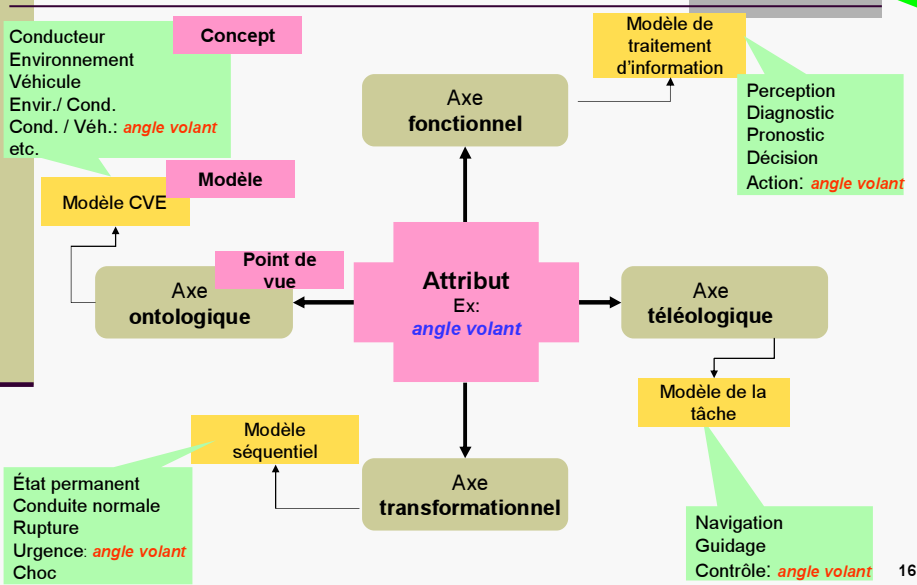 Conducteur
Environnement
Véhicule
Envir./ Cond.
Cond. / Véh.: angle volant
etc.
Concept
Modèle de
traitement
d'information
Perception
Diagnostic
Pronostic
Décision
Action: angle volant
Axe
fonctionnel
Modèle
Modèle CVE
Point de
vue
Axe
ontologique
Attribut
Ex:
angle volant
Axe
téléologique
Modèle de la
tâche
Modèle
séquentiel
Axe
transformationnel
État permanent
Conduite normale
Rupture
Urgence: angle volant
Choc
Navigation
Guidage
Contrôle: angle volant
16